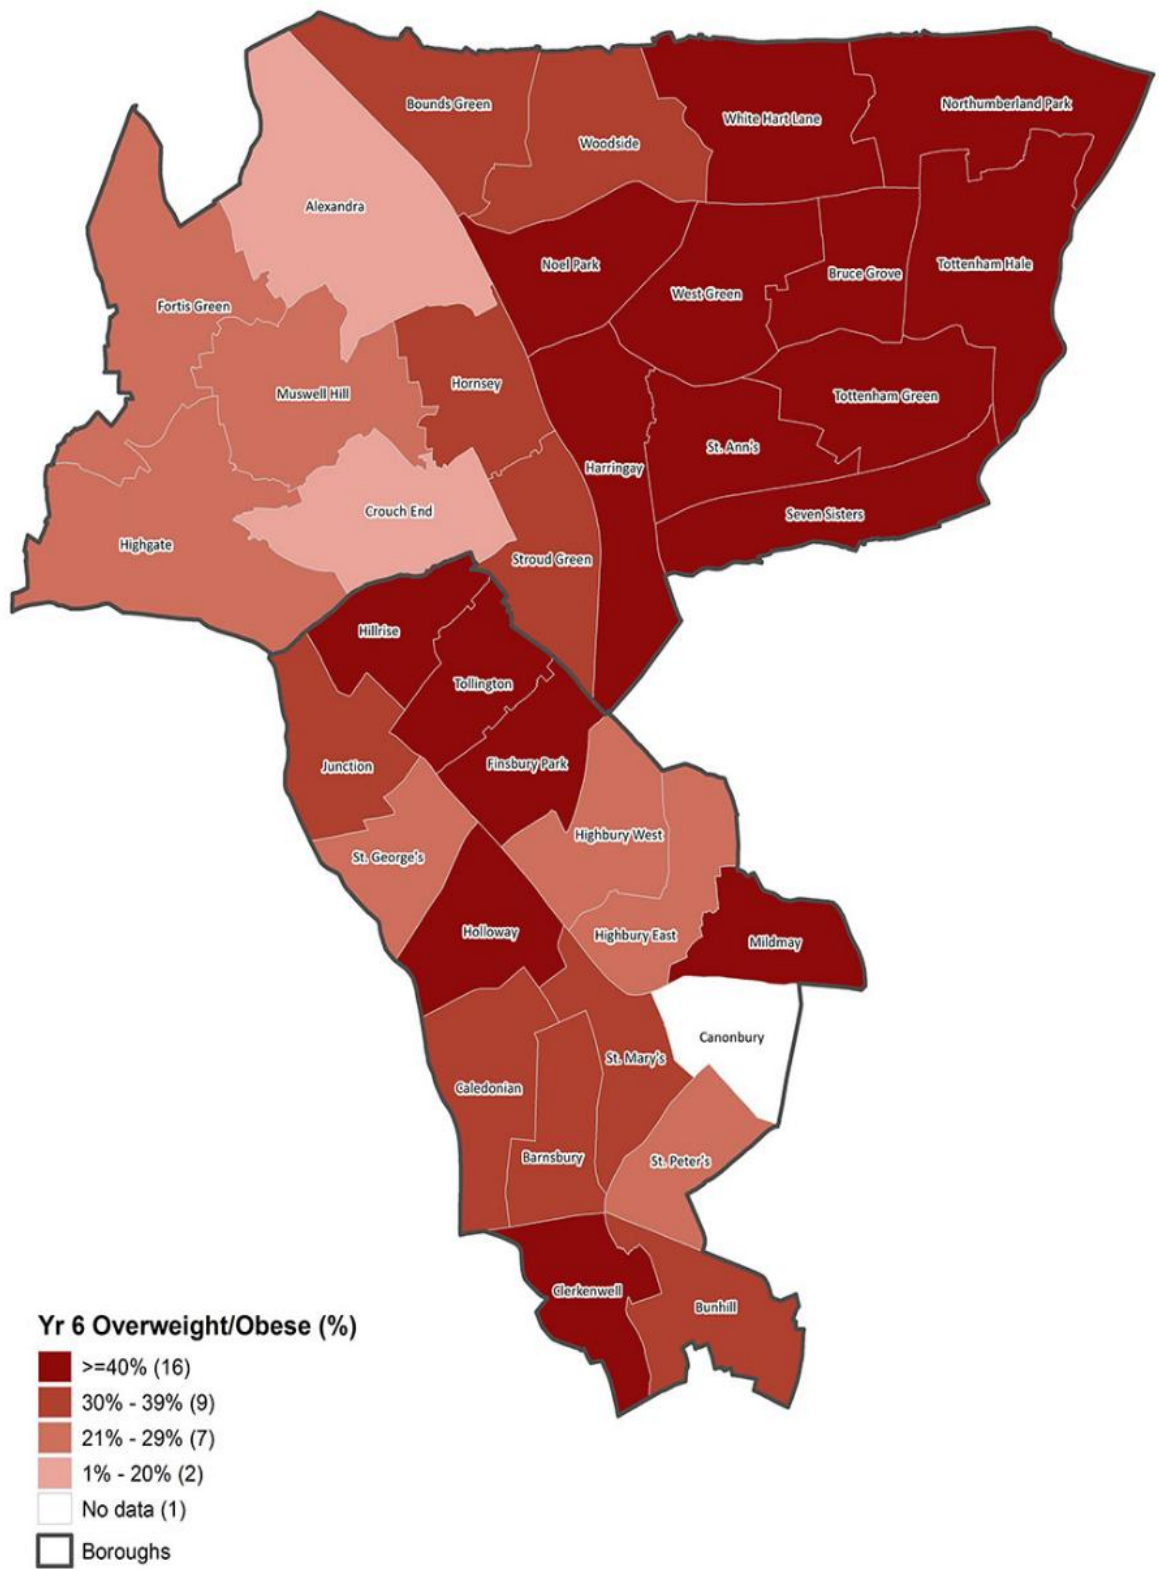 Bounds Green
White Hart Lane
Northumberland Park
Woodside
Alexandra
Noel Park
Tottenham Hale
Bruce Grove
West Green
Fortis Green
Hornsey
Muswell Hill
Tottenham Green
St. Ann's
Harringay
Crouch End
Seven Sisters
Highgate
Stroud Green
Hillrise
Tollington
Junction
Finsbury Park
Highbury West
St. George's
Holloway
Highbury East
Mildmay
Canonbury
St. Mary's
Caledonian
Barnsbury
St. Peter's
Clerkenwell
Bunhill
Yr 6 Overweight/Obese (%)
>=40% (16)
30% - 39% (9)
21% - 29% (7)
1% - 20% (2)
No data (1)
Boroughs